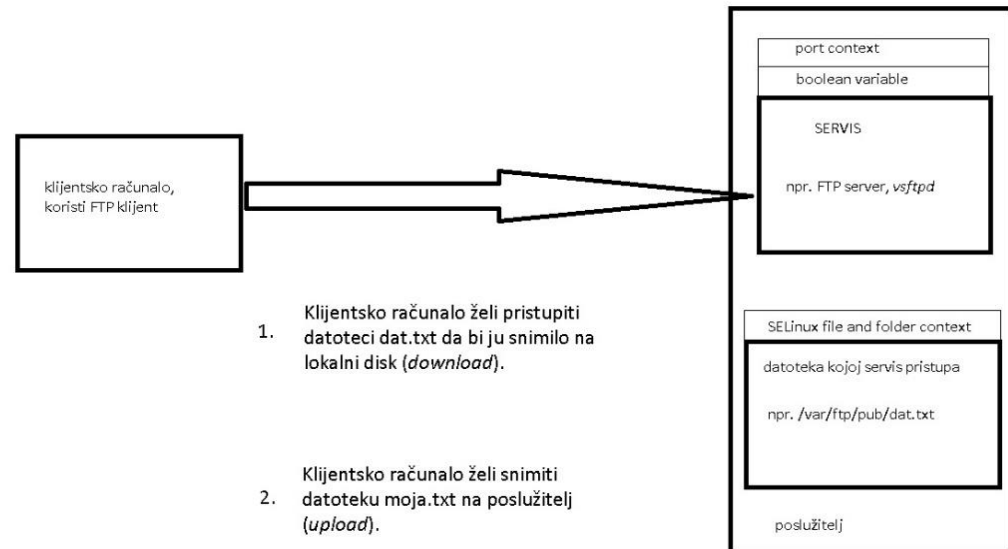 port context
boolean variable
SERVIS
npr. FTP server, vsftpd
klijentsko računalo,
koristi FTP klijent
1. Klijentsko računalo želi pristupiti
datoteci dat.txt da bi ju snimilo na
lokalni disk (download).
SELinux file and folder context
datoteka kojoj servis pristupa
npr. /var/ftp/pub/dat.txt
2. Klijentsko računalo želi snimiti
datoteku moja.txt na poslužitelj
(upload).
poslužitelj